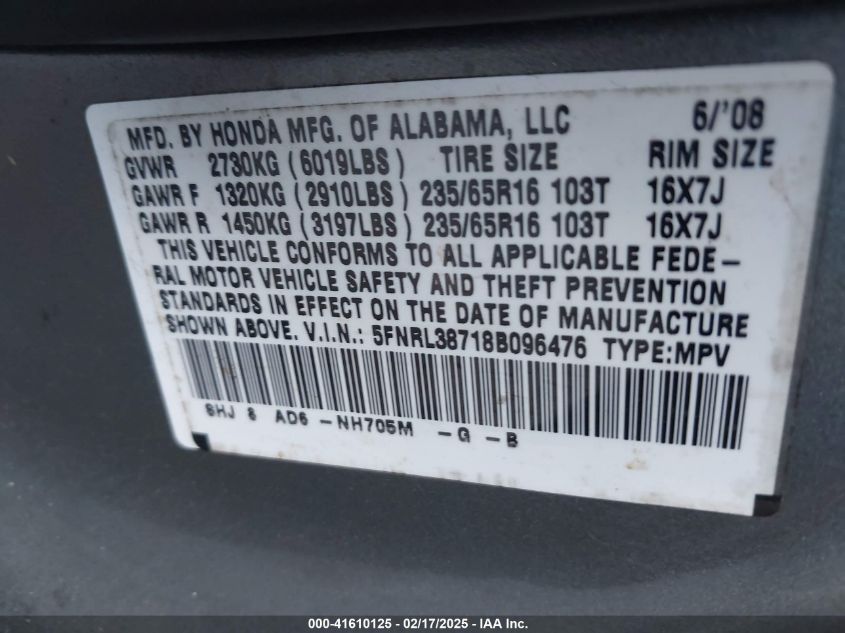 MFD. BY HONDA MFG. OF ALABAMA, LLC 6/'08
GVWR 2730KG (6019LBS) TIRE SIZE RIM SIZE
GAWR F 1320KG (2910LBS) 235/65R16 103T 16X7J
GAWR R 1450KG (3197LBS) 235/65R16 103T 16X7J
THIS VEHICLE CONFORMS TO ALL APPLICABLE FEDE-
RAL MOTOR VEHICLE SAFETY AND THEFT PREVENTION
STANDARDS IN EFFECT ON THE DATE OF MANUFACTURE
SHOWN ABOVE. V.I.N.: 5FNRL38718B096476 TYPE:MPV
SHJ 8 AD6 -NH705M -G -B
000-41610125 - 02/17/2025 - IAA Inc.